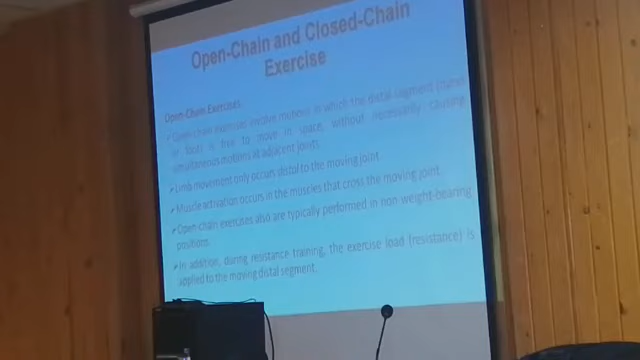 Open-Chain and Closed-Chain
Exercise
Open-Chain Exercises:
Open-chain exercises involve motions in which the distal segment (hand
or foot) is free to move in space, without necessarily causing
simultaneous motions at adjacent joints.
Limb movement only occurs distal to the moving joint.
Muscle activation occurs in the muscles that cross the moving joint.
Open-chain exercises also are typically performed in non weight-bearing
positions.
In addition, during resistance training, the exercise load (resistance) is
applied to the moving distal segment.